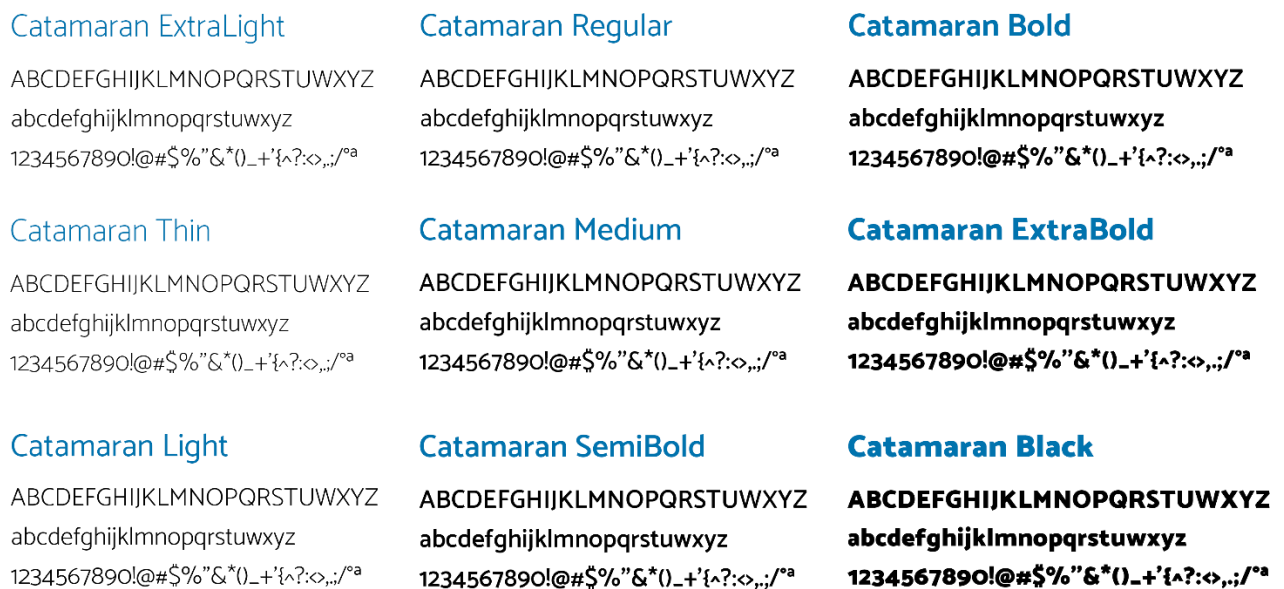 Catamaran ExtraLight
ABCDEFGHIJKLMNOPQRSTUWXYZ
abcdefghijklmnopqrstuwxyz
1234567890!@#$%”&*()_+’{^?:<>,.;/°ª
Catamaran Thin
ABCDEFGHIJKLMNOPQRSTUWXYZ
abcdefghijklmnopqrstuwxyz
1234567890!@#$%”&*()_+’{^?:<>,.;/°ª
Catamaran Light
ABCDEFGHIJKLMNOPQRSTUWXYZ
abcdefghijklmnopqrstuwxyz
1234567890!@#$%”&*()_+’{^?:<>,.;/°ª
Catamaran Regular
ABCDEFGHIJKLMNOPQRSTUWXYZ
abcdefghijklmnopqrstuwxyz
1234567890!@#$%”&*()_+’{^?:<>,.;/°ª
Catamaran Medium
ABCDEFGHIJKLMNOPQRSTUWXYZ
abcdefghijklmnopqrstuwxyz
1234567890!@#$%”&*()_+’{^?:<>,.;/°ª
Catamaran SemiBold
ABCDEFGHIJKLMNOPQRSTUWXYZ
abcdefghijklmnopqrstuwxyz
1234567890!@#$%”&*()_+’{^?:<>,.;/°ª
Catamaran Bold
ABCDEFGHIJKLMNOPQRSTUWXYZ
abcdefghijklmnopqrstuwxyz
1234567890!@#$%”&*()_+’{^?:<>,.;/°ª
Catamaran ExtraBold
ABCDEFGHIJKLMNOPQRSTUWXYZ
abcdefghijklmnopqrstuwxyz
1234567890!@#$%”&*()_+’{^?:<>,.;/°ª
Catamaran Black
ABCDEFGHIJKLMNOPQRSTUWXYZ
abcdefghijklmnopqrstuwxyz
1234567890!@#$%”&*()_+’{^?:<>,.;/°ª